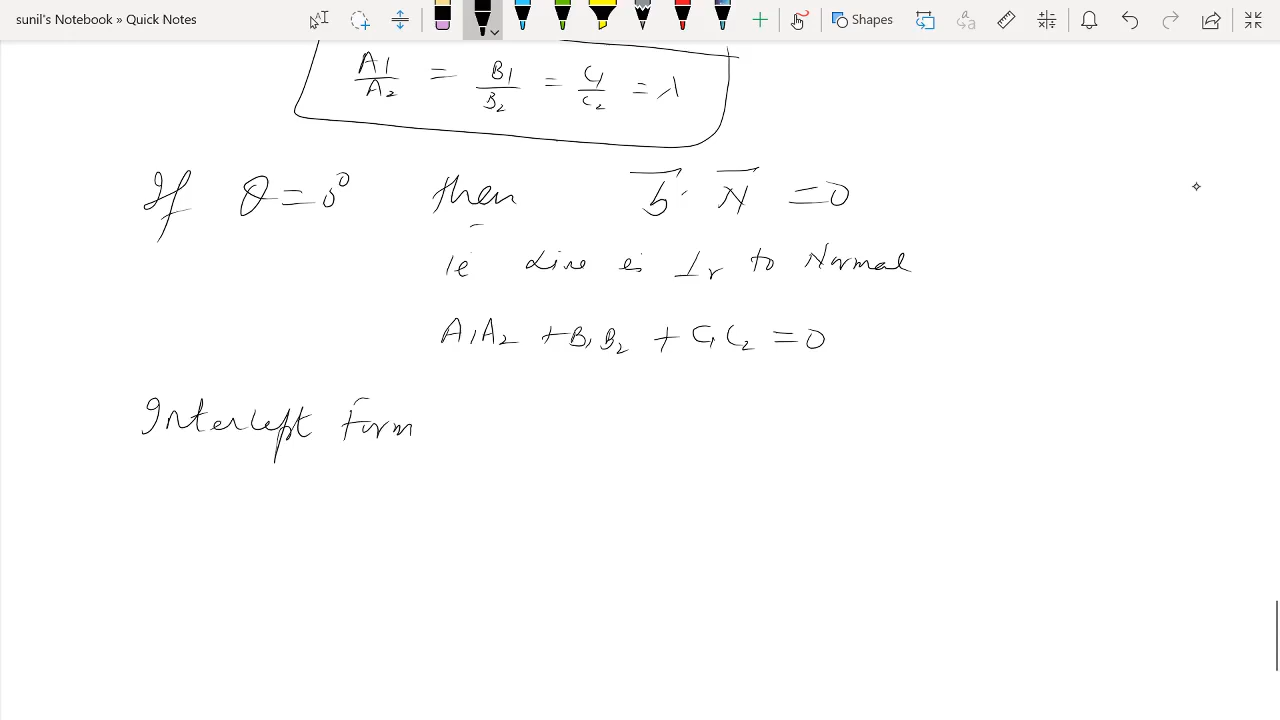 sunil's Notebook » Quick Notes
Shapes
A1/A2 = B1/B2 = C1/C2 = λ
If θ = 0° then b⃗ · N⃗ = 0
ie Line is ⊥r to Normal
A1A2 + B1B2 + C1C2 = 0
Intercept Form